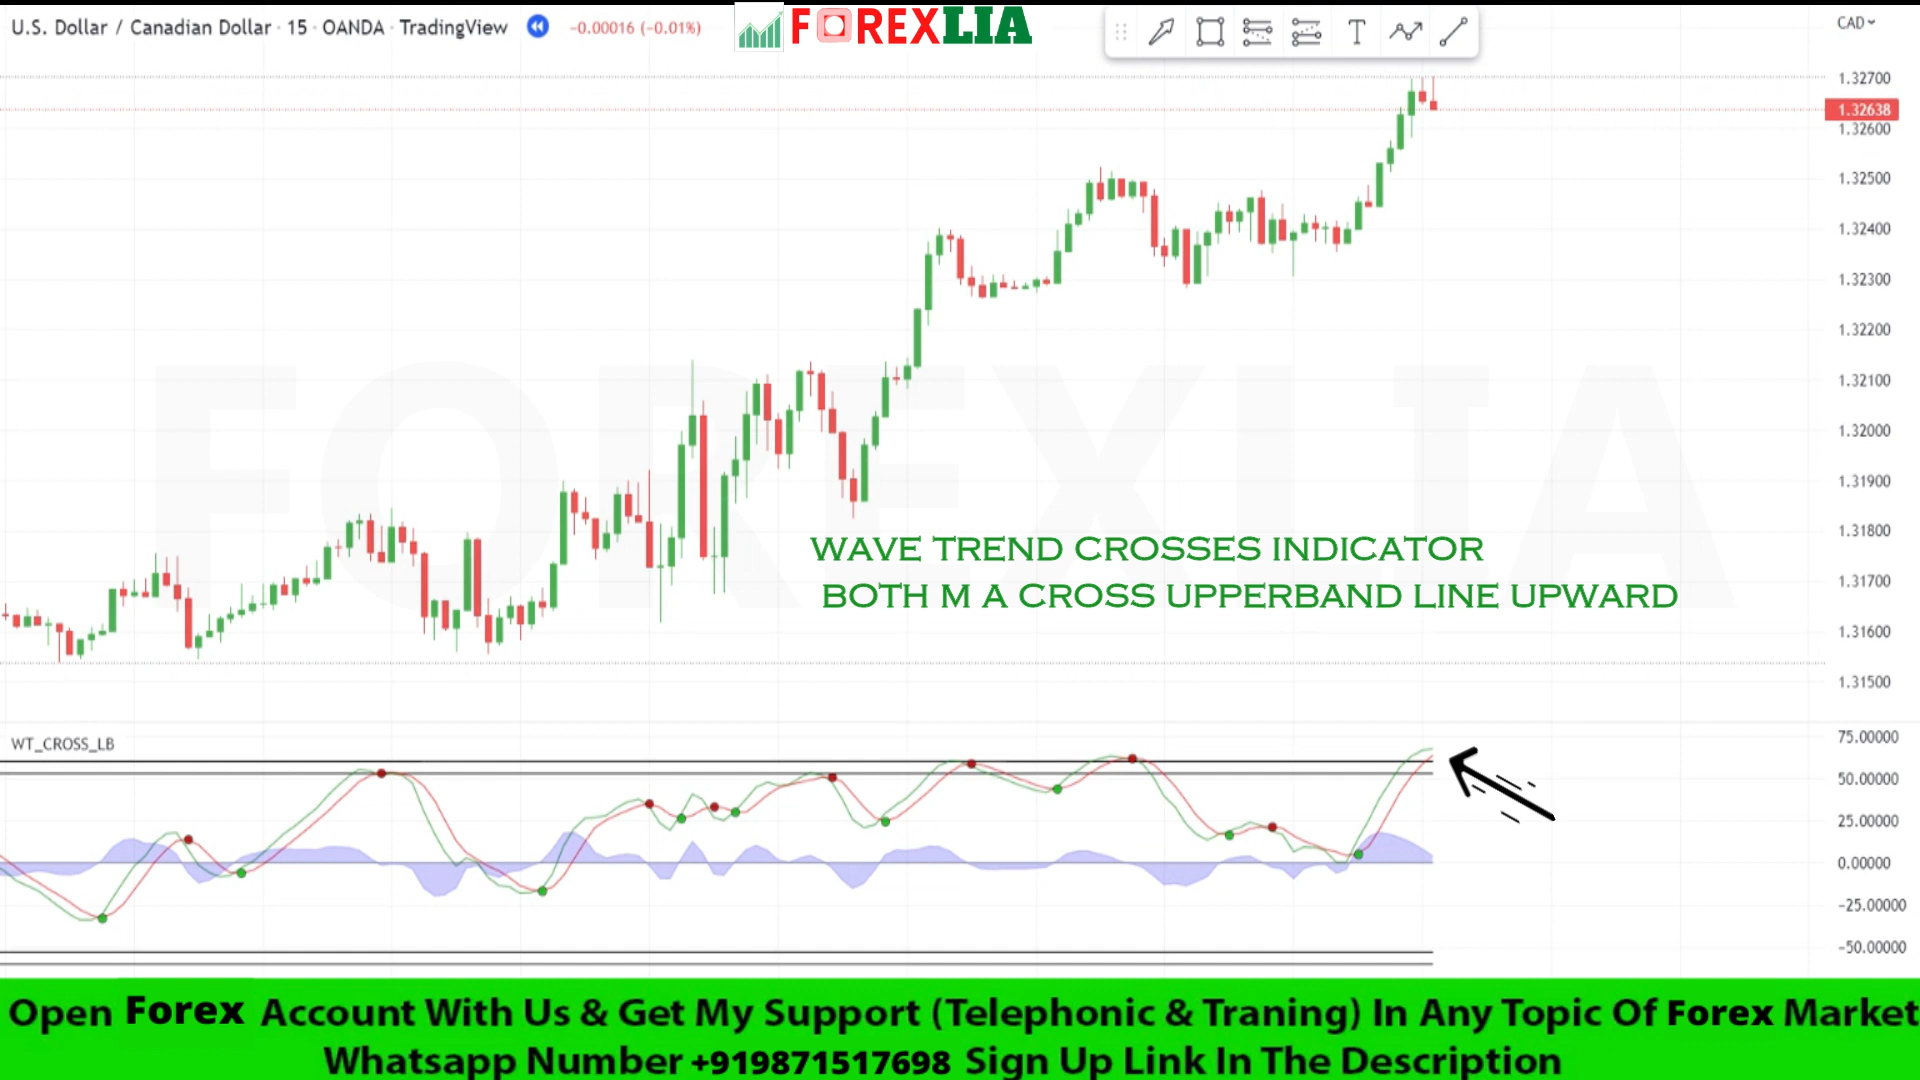 U.S. Dollar / Canadian Dollar · 15 · OANDA · TradingView
-0.00016 (-0.01%)
FOREXLIA
CAD
1.32700
1.32638
1.32600
1.32500
1.32400
1.32300
1.32200
1.32100
1.32000
1.31900
1.31800
1.31700
1.31600
1.31500
FOREXLIA
WAVE TREND CROSSES INDICATOR
BOTH M A CROSS UPPERBAND LINE UPWARD
WT_CROSS_LB
75.00000
50.00000
25.00000
0.00000
-25.00000
-50.00000
Open Forex Account With Us & Get My Support (Telephonic & Traning) In Any Topic Of Forex Market
Whatsapp Number +919871517698 Sign Up Link In The Description